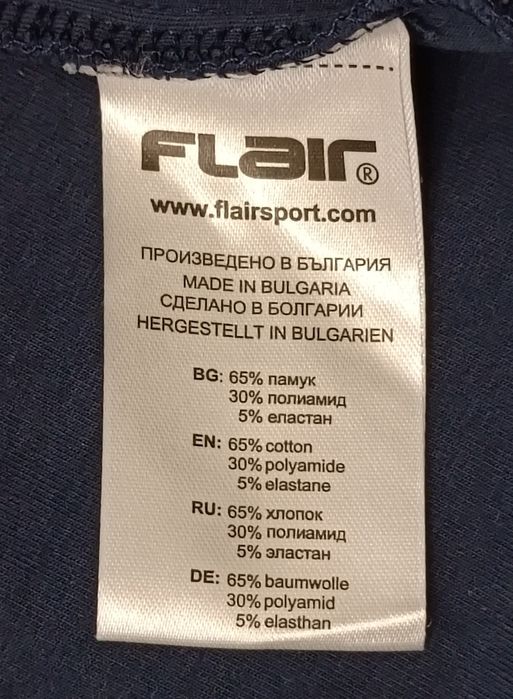 FLAIR®
www.flairsport.com
ПРОИЗВЕДЕНО В БЪЛГАРИЯ
MADE IN BULGARIA
СДЕЛАНО В БОЛГАРИИ
HERGESTELLT IN BULGARIEN
BG: 65% памук
30% полиамид
5% еластан
EN: 65% cotton
30% polyamide
5% elastane
RU: 65% хлопок
30% полиамид
5% эластан
DE: 65% baumwolle
30% polyamid
5% elasthan